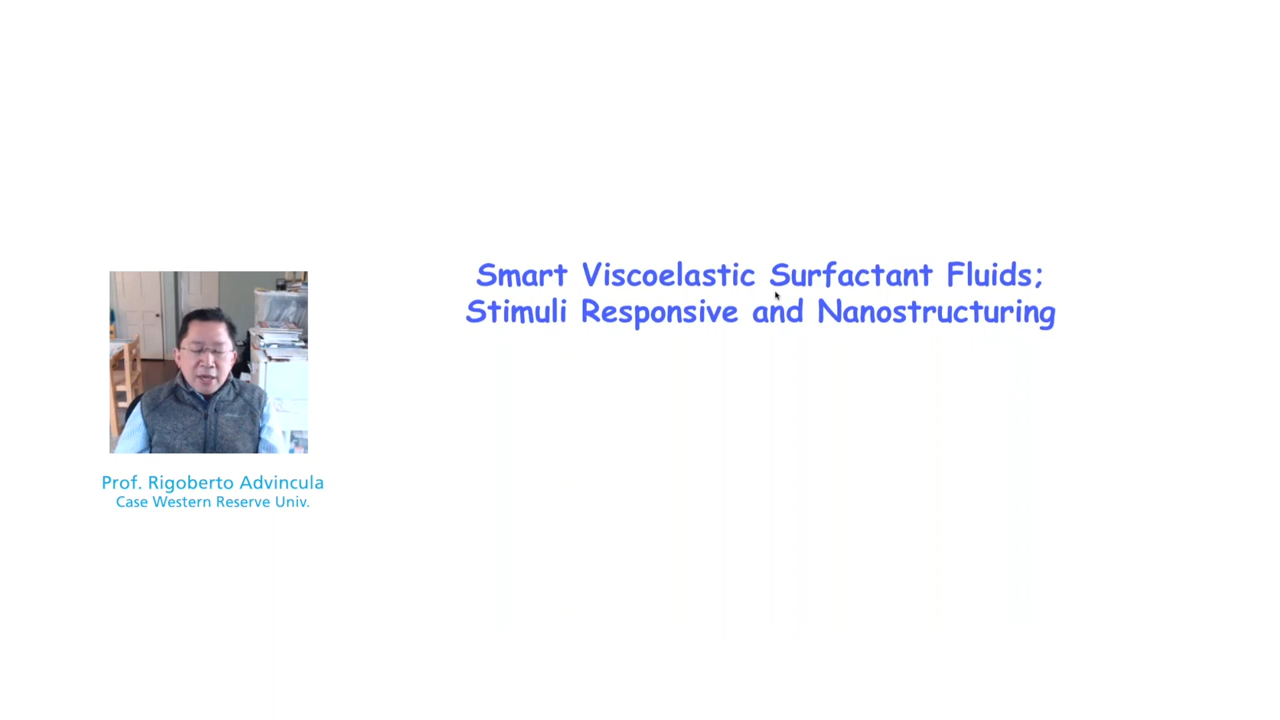 Smart Viscoelastic Surfactant Fluids;
Stimuli Responsive and Nanostructuring
Prof. Rigoberto Advincula
Case Western Reserve Univ.